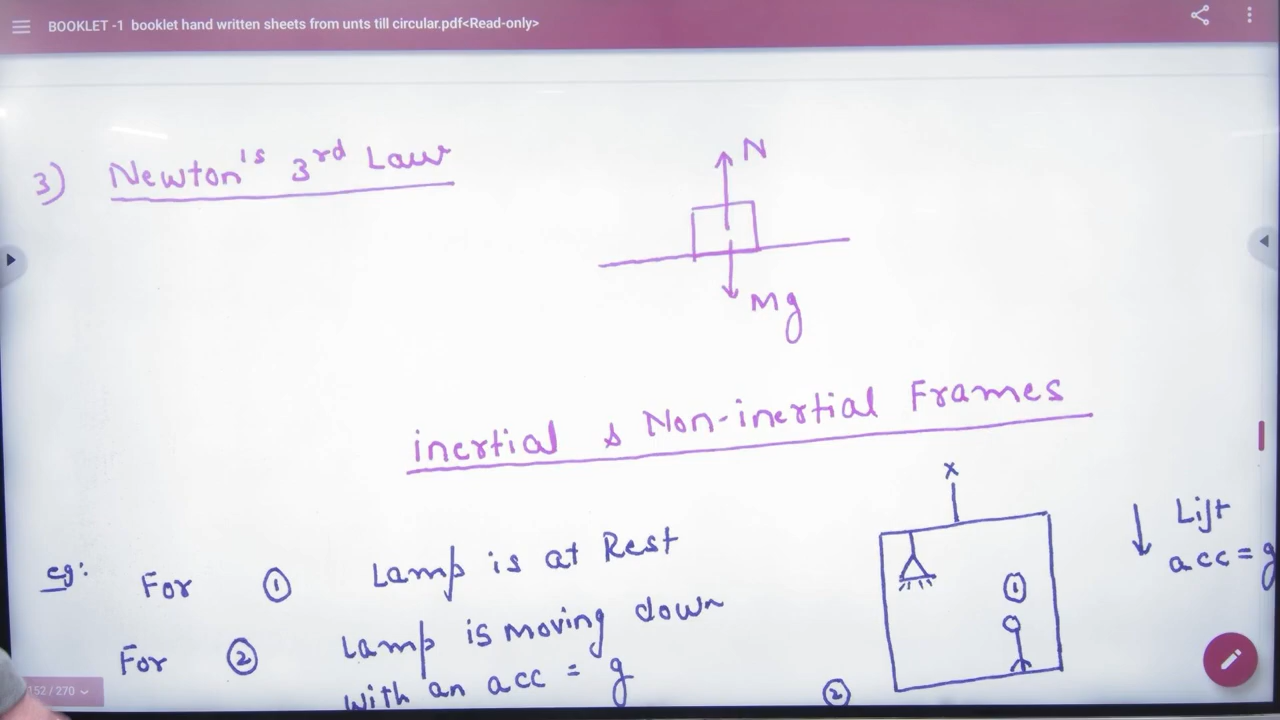 BOOKLET -1 booklet hand written sheets from unts till circular.pdf<Read-only>
3) Newton's 3rd Law
N
Mg
inertial & Non-inertial Frames
x
eg: For ① Lamp is at Rest
↓ Lift
acc = g
①
For ② Lamp is moving down
with an acc = g
②
152 / 270